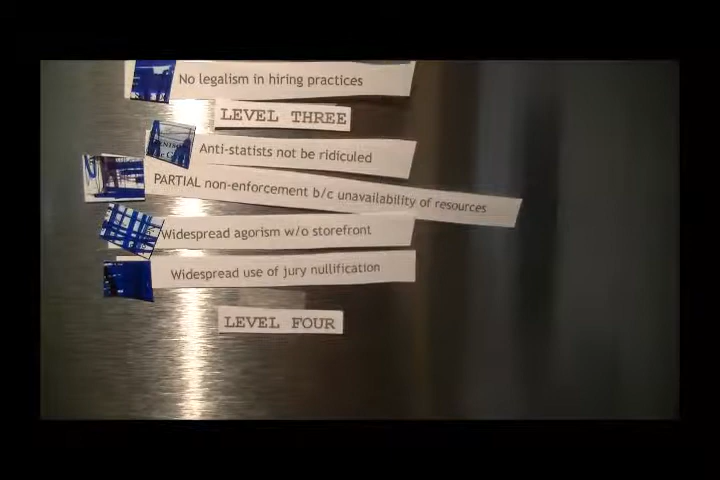 No legalism in hiring practices
LEVEL THREE
Anti-statists not be ridiculed
PARTIAL non-enforcement b/c unavailability of resources
Widespread agorism w/o storefront
Widespread use of jury nullification
LEVEL FOUR